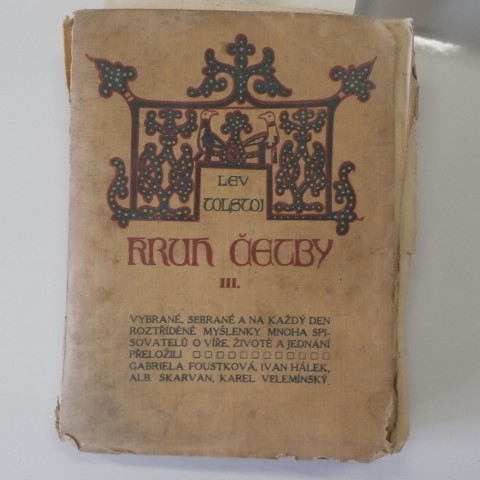 LEV
TOLSTOJ
KRUH ČETBY
III.
VYBRANÉ, SEBRANÉ A NA KAŽDÝ DEN
ROZTŘÍDĚNÉ MYŠLENKY MNOHA SPI-
SOVATELŮ O VÍŘE, ŽIVOTĚ A JEDNÁNÍ
PŘELOŽILI □ □ □ □ □ □ □ □ □ □ □ □
GABRIELA FOUSTKOVÁ, IVAN HÁLEK,
ALB. SKARVAN, KAREL VELEMÍNSKÝ.